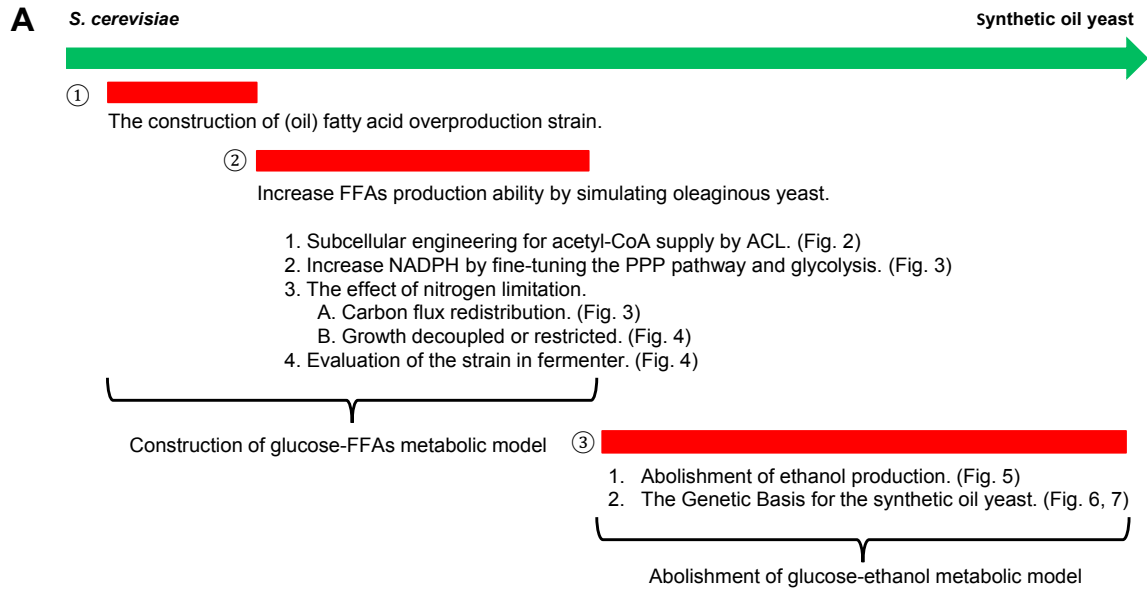 A
S. cerevisiae
Synthetic oil yeast
①
The construction of (oil) fatty acid overproduction strain.
②
Increase FFAs production ability by simulating oleaginous yeast.
1. Subcellular engineering for acetyl-CoA supply by ACL. (Fig. 2)
2. Increase NADPH by fine-tuning the PPP pathway and glycolysis. (Fig. 3)
3. The effect of nitrogen limitation.
A. Carbon flux redistribution. (Fig. 3)
B. Growth decoupled or restricted. (Fig. 4)
4. Evaluation of the strain in fermenter. (Fig. 4)
Construction of glucose-FFAs metabolic model
③
1. Abolishment of ethanol production. (Fig. 5)
2. The Genetic Basis for the synthetic oil yeast. (Fig. 6, 7)
Abolishment of glucose-ethanol metabolic model